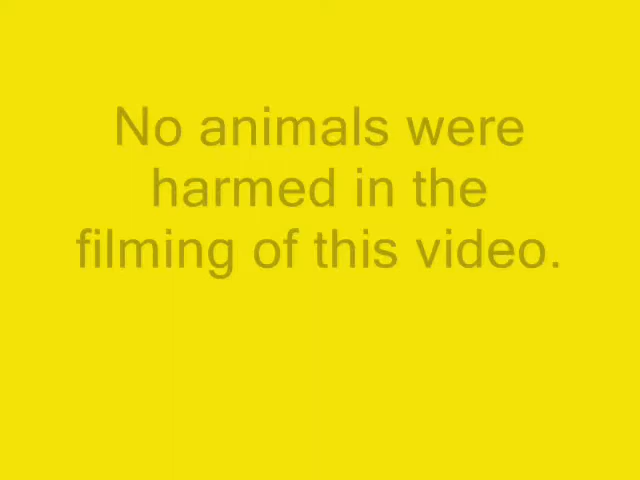 No animals were
harmed in the
filming of this video.